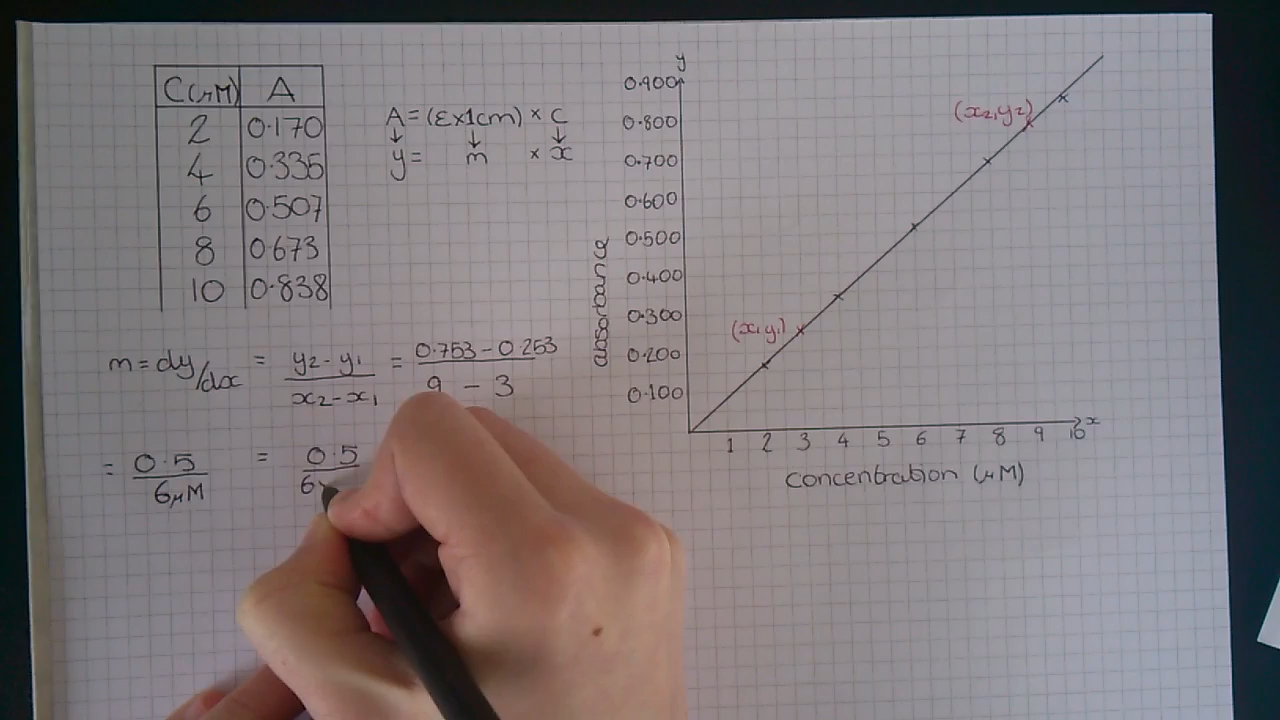 C(μM) A
2 0.170
4 0.335
6 0.507
8 0.673
10 0.838
A = (εx1cm) × C
y = m × x
m = dy/dx = y2 - y1 / x2 - x1 = 0.753 - 0.253 / 9 - 3
= 0.5 / 6μM = 0.5 / 6
y
0.900
0.800
0.700
0.600
0.500
0.400
0.300
0.200
0.100
absorbance
(x2,y2)
(x1y1)
1 2 3 4 5 6 7 8 9 10 x
concentration (μM)